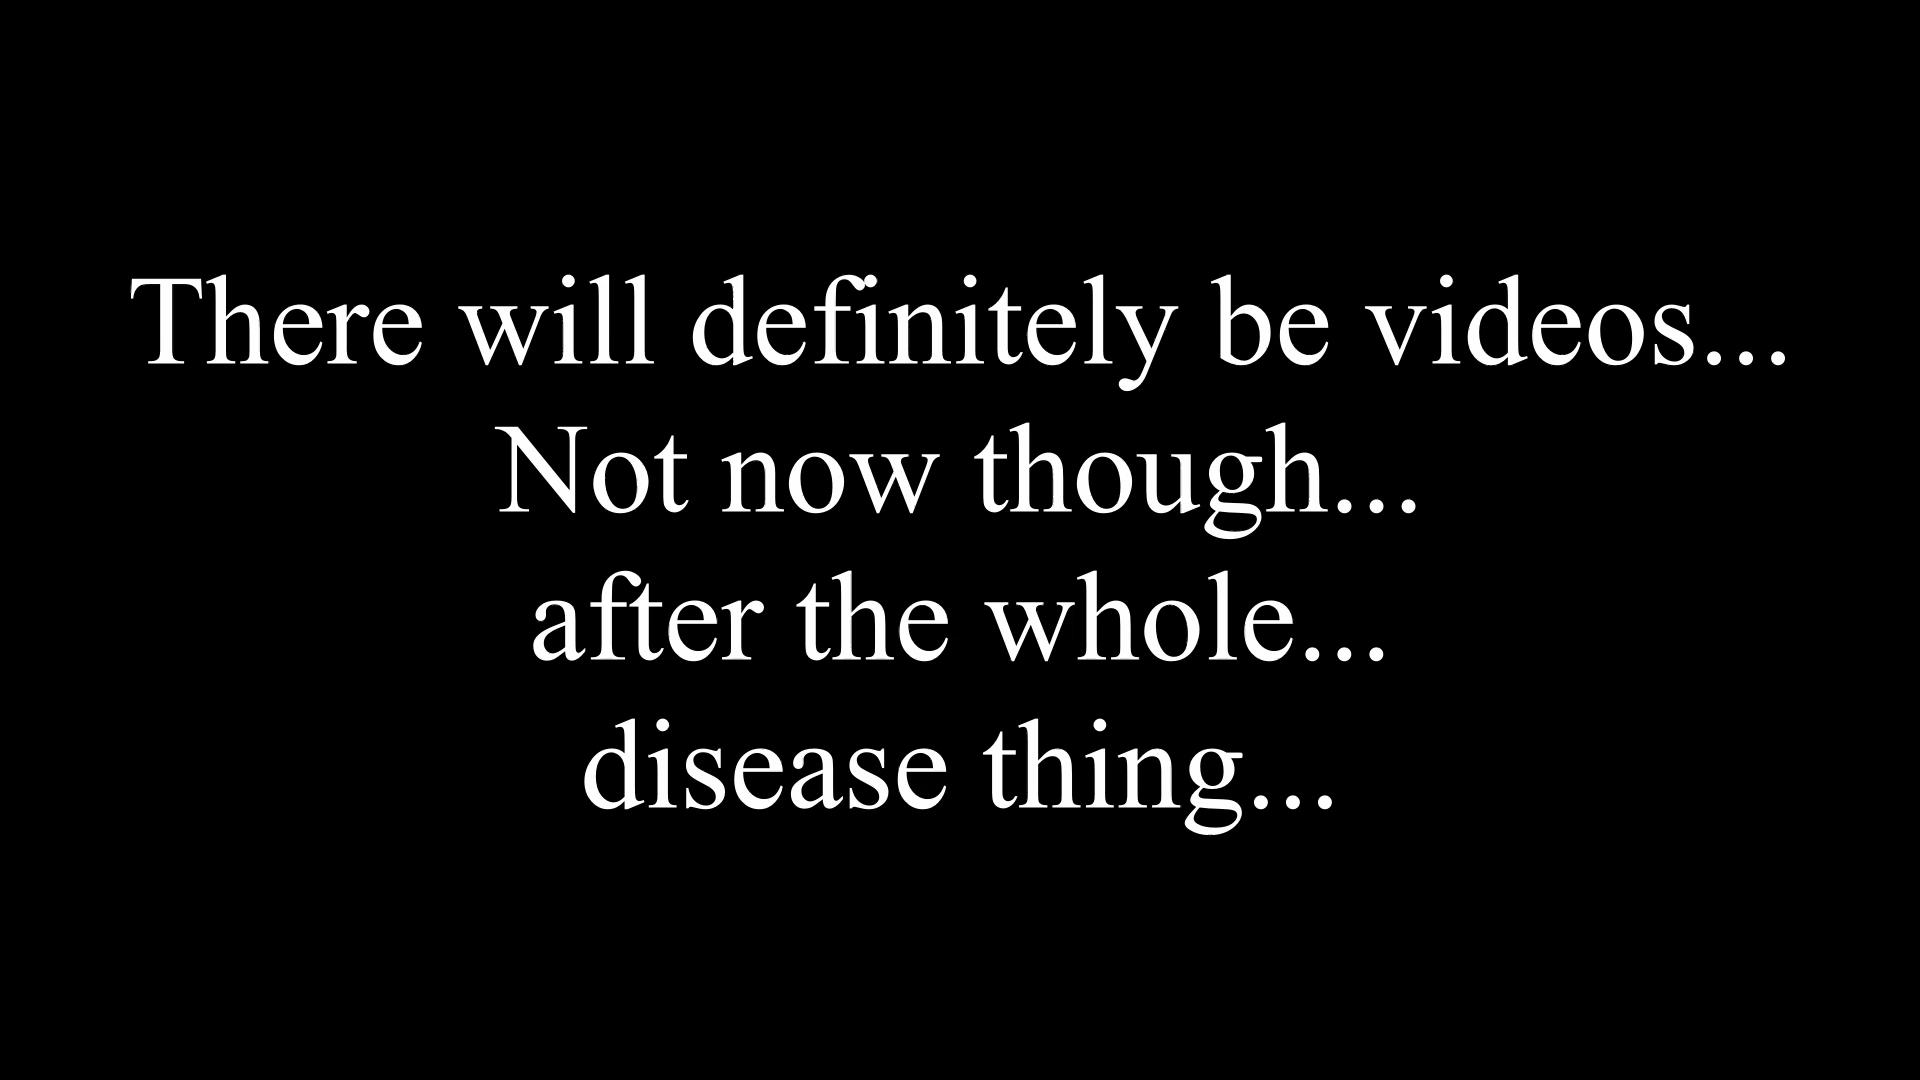 There will definitely be videos...
Not now though...
after the whole...
disease thing...